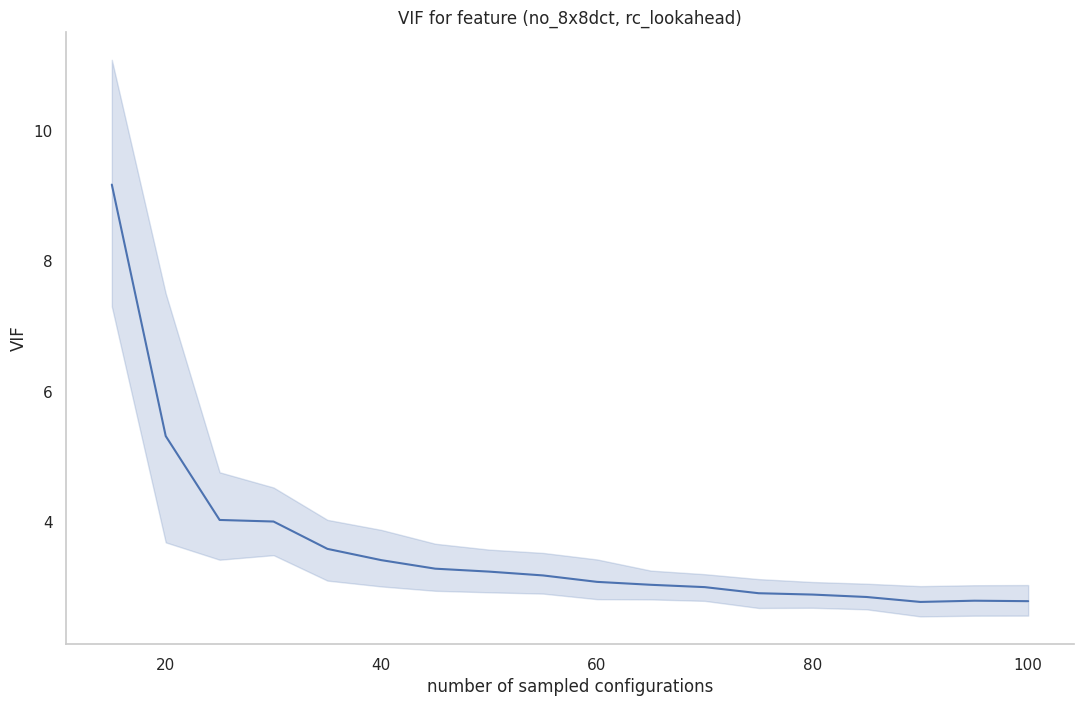 VIF for feature (no_8x8dct, rc_lookahead)
10
8
6
4
VIF
20 40 60 80 100
number of sampled configurations